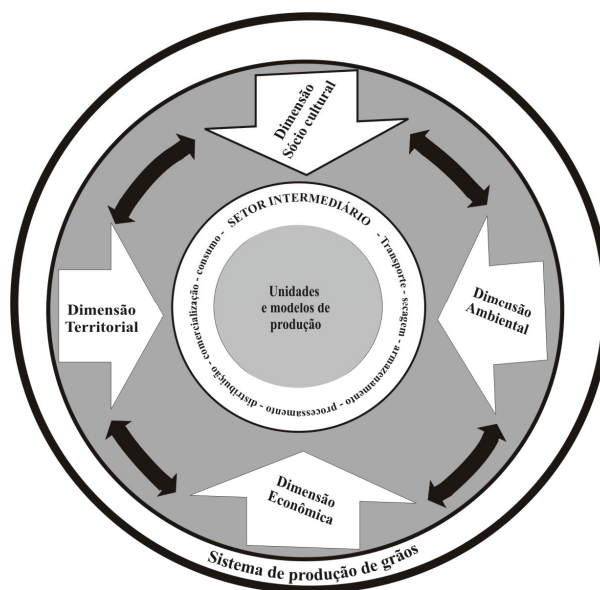 Dimensão
Sócio cultural
SETOR INTERMEDIÁRIO
- Transporte - secagem - armazenamento - processamento - distribuição - comercialização - consumo -
Unidades
e modelos de
produção
Dimensão
Territorial
Dimensão
Ambiental
Dimensão
Econômica
Sistema de produção de grãos